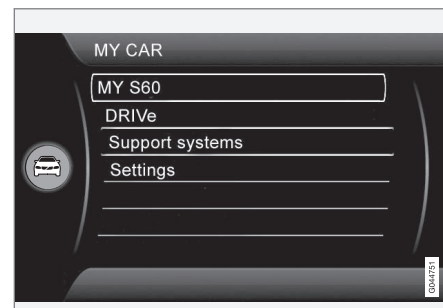 MY CAR
MY S60
DRIVe
Support systems
Settings
G044751